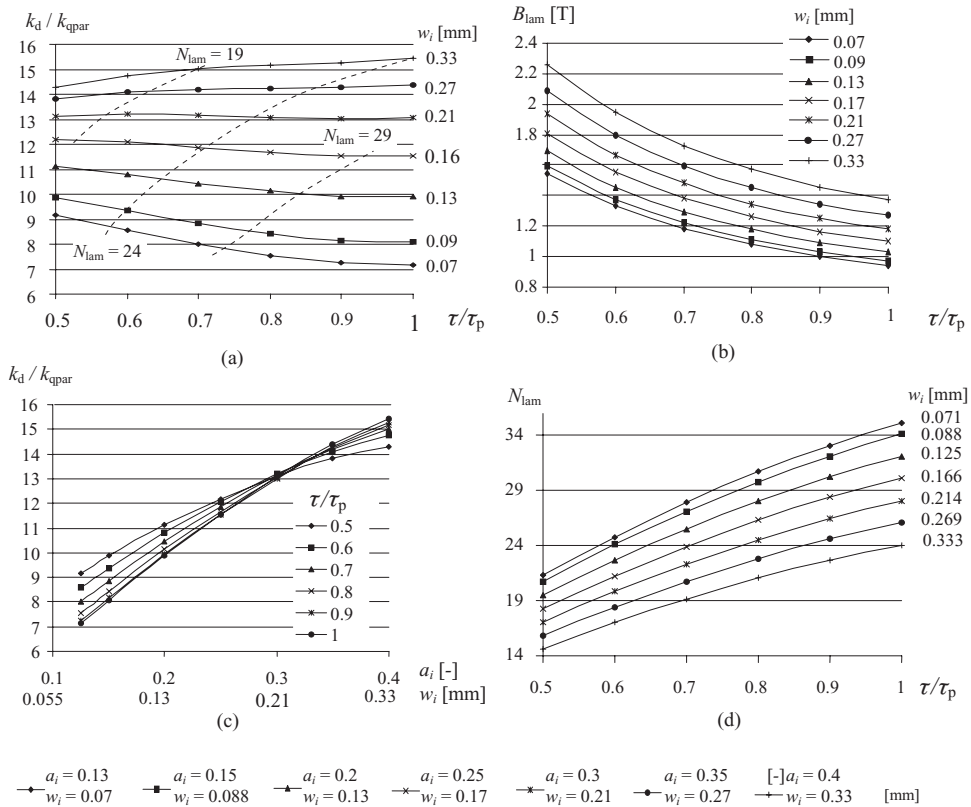 k_d / k_qpar
w_i [mm]
16
15
14
13
12
11
10
9
8
7
6
N_lam = 19
N_lam = 29
N_lam = 24
0.33
0.27
0.21
0.16
0.13
0.09
0.07
0.5 0.6 0.7 0.8 0.9 1 τ/τ_p
(a)
B_lam [T]
w_i [mm]
2.4
2.2
2
1.8
1.6
1.4
1.2
1
0.8
0.07
0.09
0.13
0.17
0.21
0.27
0.33
0.5 0.6 0.7 0.8 0.9 1 τ/τ_p
(b)
k_d / k_qpar
16
15
14
13
12
11
10
9
8
7
6
τ/τ_p
0.5
0.6
0.7
0.8
0.9
1
0.1 0.2 0.3 0.4 a_i [-]
0.055 0.13 0.21 0.33 w_i [mm]
(c)
N_lam
w_i [mm]
34
29
24
19
14
0.071
0.088
0.125
0.166
0.214
0.269
0.333
0.5 0.6 0.7 0.8 0.9 1 τ/τ_p
(d)
a_i = 0.13 a_i = 0.15 a_i = 0.2 a_i = 0.25 a_i = 0.3 a_i = 0.35 [-]a_i = 0.4
w_i = 0.07 w_i = 0.088 w_i = 0.13 w_i = 0.17 w_i = 0.21 w_i = 0.27 w_i = 0.33 [mm]